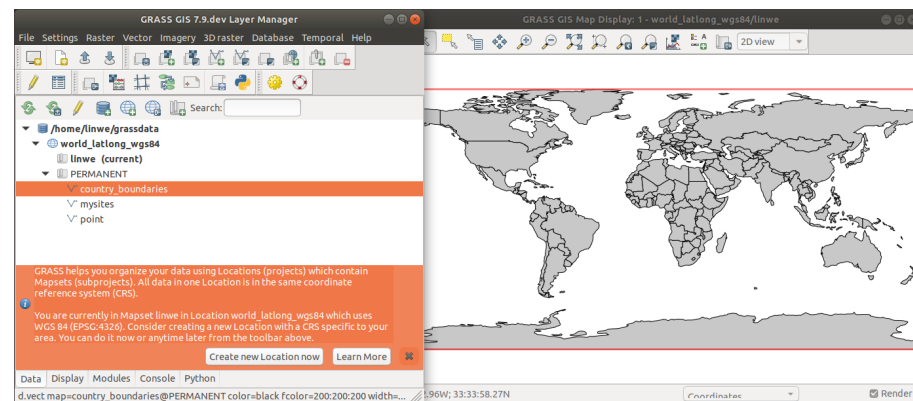 GRASS GIS 7.9.dev Layer Manager
File Settings Raster Vector Imagery 3D raster Database Temporal Help
Search:
/home/linwe/grassdata
world_latlong_wgs84
linwe (current)
PERMANENT
country_boundaries
mysites
point
GRASS helps you organize your data using Locations (projects) which contain
Mapsets (subprojects). All data in one Location is in the same coordinate
reference system (CRS).
You are currently in Mapset linwe in Location world_latlong_wgs84 which uses
WGS 84 (EPSG:4326). Consider creating a new Location with a CRS specific to your
area. You can do it now or anytime later from the toolbar above.
Create new Location now Learn More
Data Display Modules Console Python
d.vect map=country_boundaries@PERMANENT color=black fcolor=200:200:200 width=...
GRASS GIS Map Display: 1 - world_latlong_wgs84/linwe
2D view
2.96W; 33:33:58.27N
Coordinates
Render